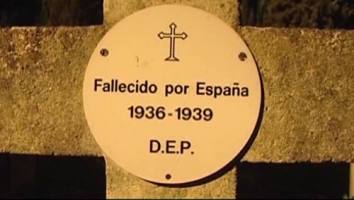 Fallecido por España
1936-1939
D.E.P.